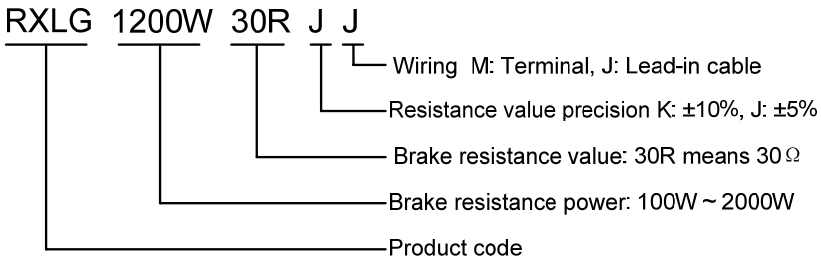 RXLG 1200W 30R J J
Wiring M: Terminal, J: Lead-in cable
Resistance value precision K: ±10%, J: ±5%
Brake resistance value: 30R means 30Ω
Brake resistance power: 100W ~ 2000W
Product code